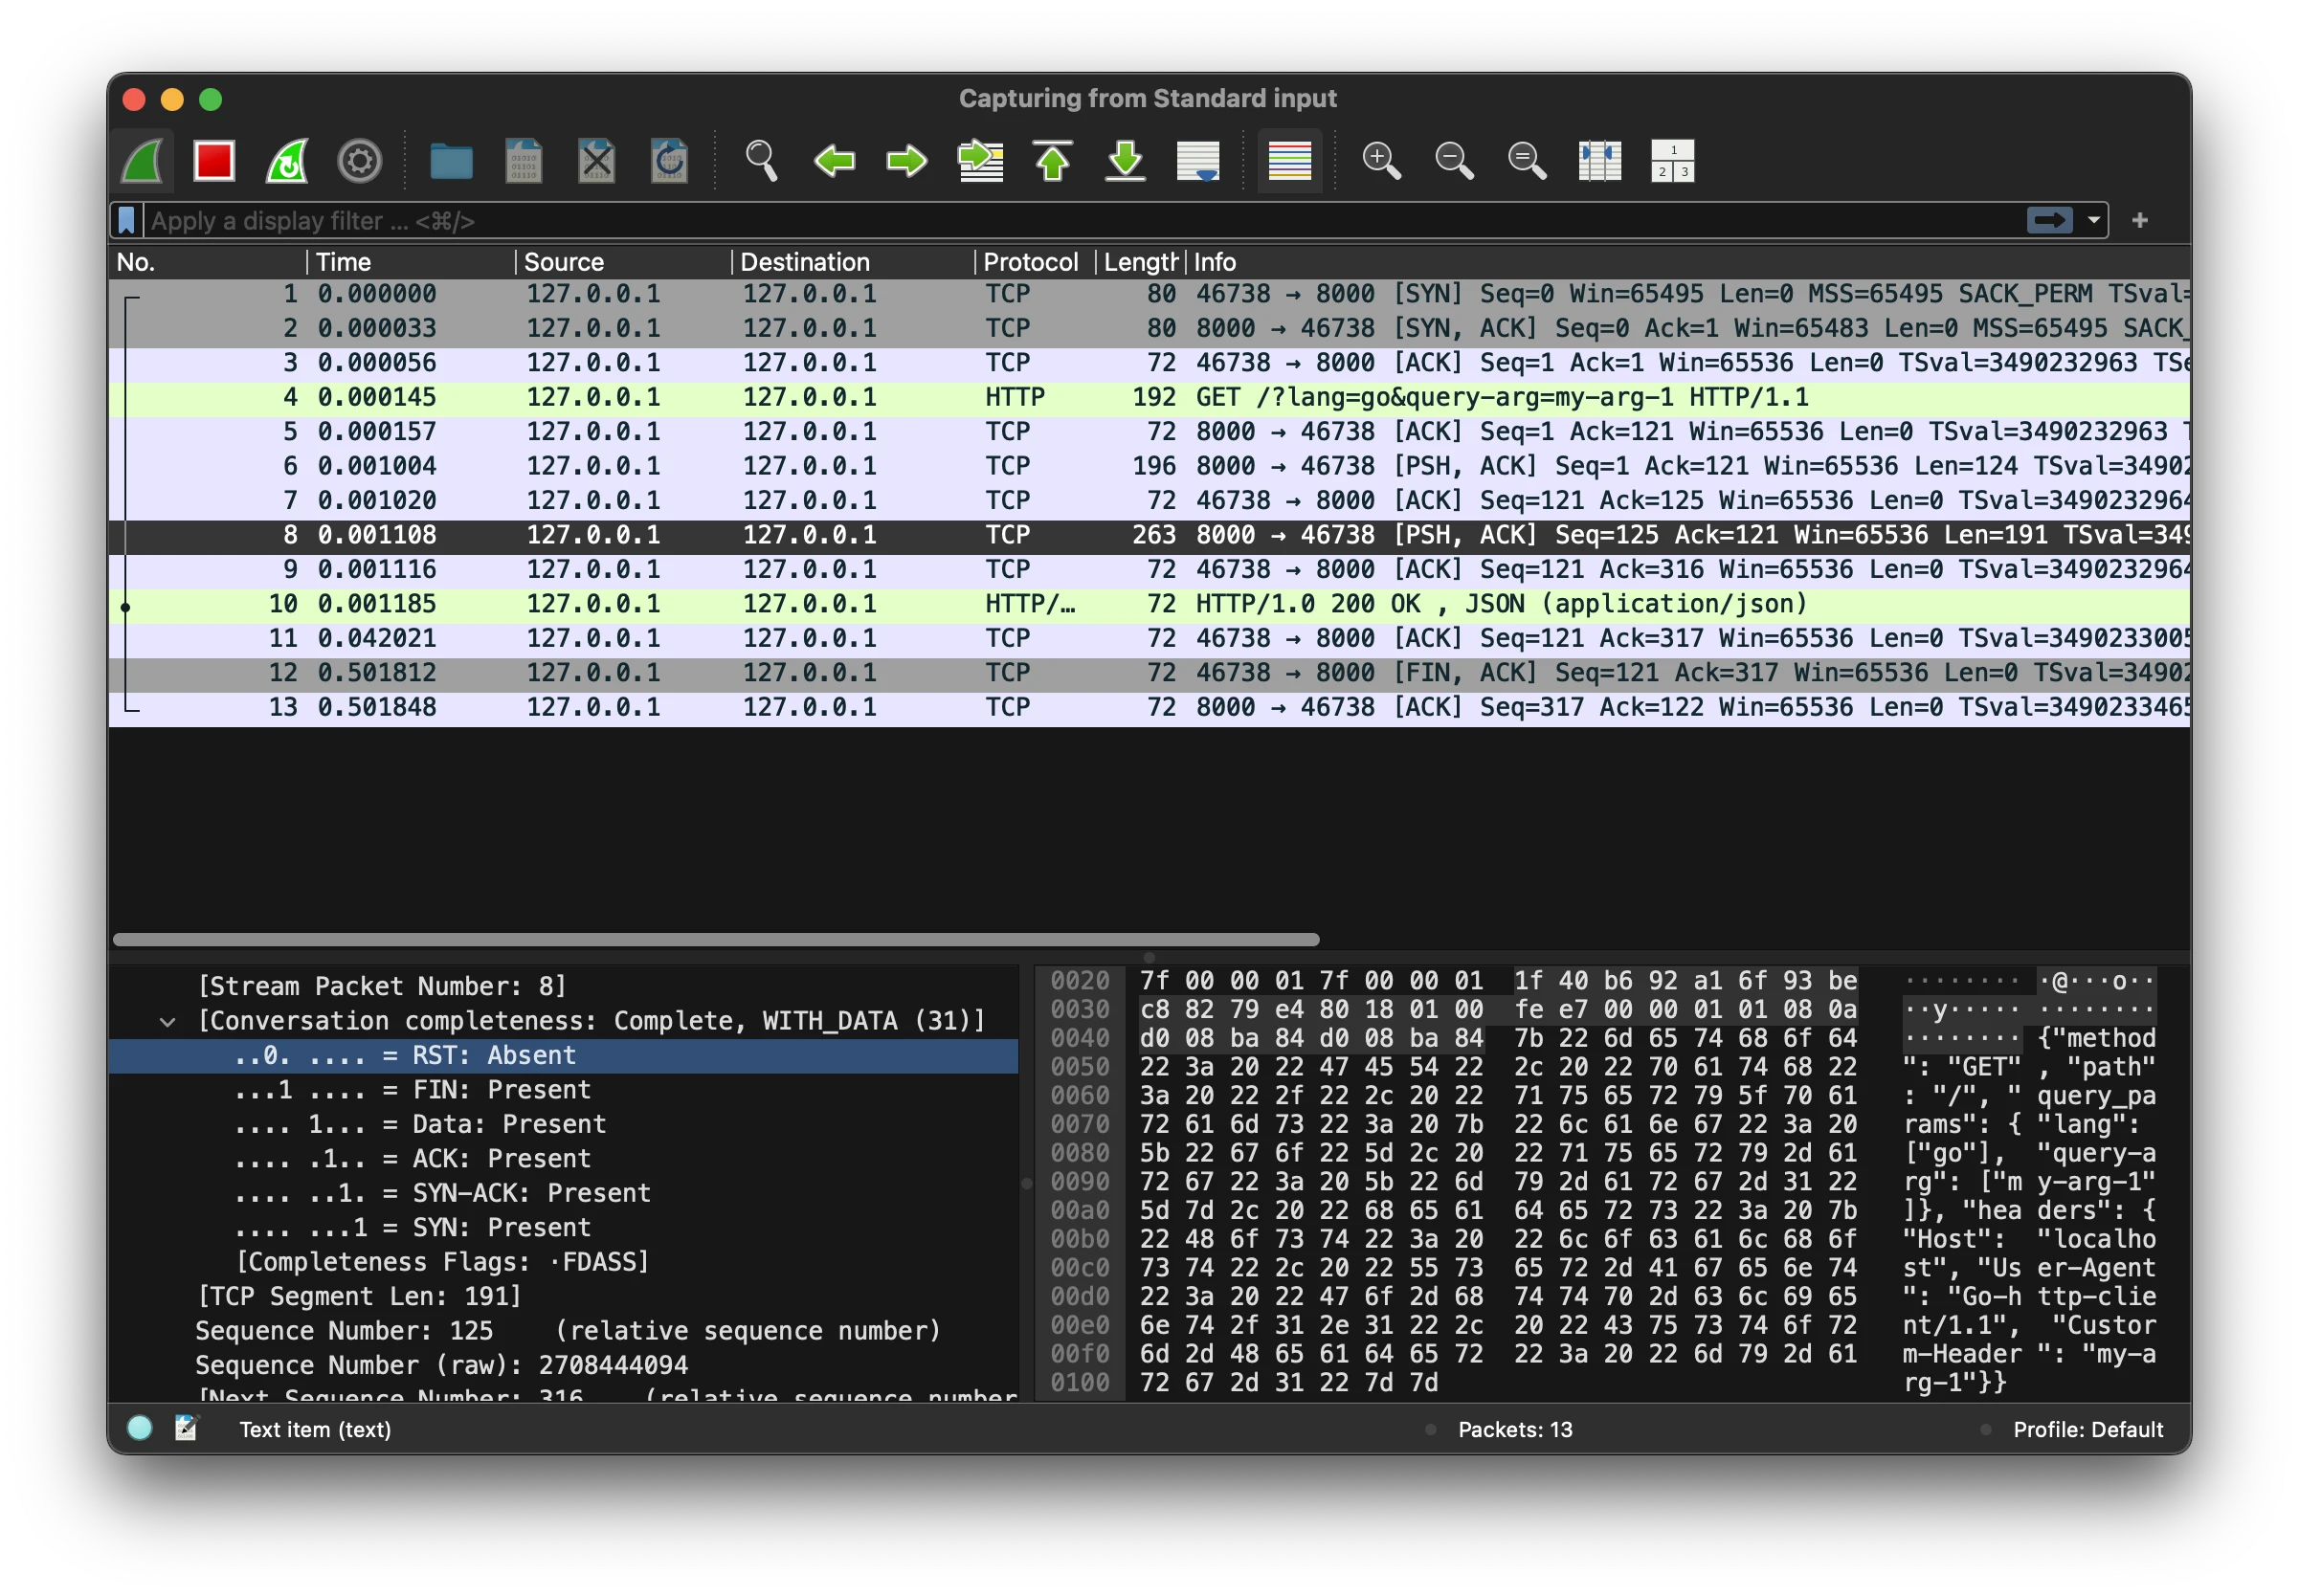 Capturing from Standard input
Apply a display filter ... <⌘/>
No. Time Source Destination Protocol Length Info
1 0.000000 127.0.0.1 127.0.0.1 TCP 80 46738 → 8000 [SYN] Seq=0 Win=65495 Len=0 MSS=65495 SACK_PERM TSval=
2 0.000033 127.0.0.1 127.0.0.1 TCP 80 8000 → 46738 [SYN, ACK] Seq=0 Ack=1 Win=65483 Len=0 MSS=65495 SACK_
3 0.000056 127.0.0.1 127.0.0.1 TCP 72 46738 → 8000 [ACK] Seq=1 Ack=1 Win=65536 Len=0 TSval=3490232963 TSe
4 0.000145 127.0.0.1 127.0.0.1 HTTP 192 GET /?lang=go&query-arg=my-arg-1 HTTP/1.1
5 0.000157 127.0.0.1 127.0.0.1 TCP 72 8000 → 46738 [ACK] Seq=1 Ack=121 Win=65536 Len=0 TSval=3490232963
6 0.001004 127.0.0.1 127.0.0.1 TCP 196 8000 → 46738 [PSH, ACK] Seq=1 Ack=121 Win=65536 Len=124 TSval=34902
7 0.001020 127.0.0.1 127.0.0.1 TCP 72 46738 → 8000 [ACK] Seq=121 Ack=125 Win=65536 Len=0 TSval=3490232964
8 0.001108 127.0.0.1 127.0.0.1 TCP 263 8000 → 46738 [PSH, ACK] Seq=125 Ack=121 Win=65536 Len=191 TSval=349
9 0.001116 127.0.0.1 127.0.0.1 TCP 72 46738 → 8000 [ACK] Seq=121 Ack=316 Win=65536 Len=0 TSval=3490232964
10 0.001185 127.0.0.1 127.0.0.1 HTTP/… 72 HTTP/1.0 200 OK , JSON (application/json)
11 0.042021 127.0.0.1 127.0.0.1 TCP 72 46738 → 8000 [ACK] Seq=121 Ack=317 Win=65536 Len=0 TSval=3490233005
12 0.501812 127.0.0.1 127.0.0.1 TCP 72 46738 → 8000 [FIN, ACK] Seq=121 Ack=317 Win=65536 Len=0 TSval=34902
13 0.501848 127.0.0.1 127.0.0.1 TCP 72 8000 → 46738 [ACK] Seq=317 Ack=122 Win=65536 Len=0 TSval=3490233465
[Stream Packet Number: 8]
[Conversation completeness: Complete, WITH_DATA (31)]
..0. .... = RST: Absent
...1 .... = FIN: Present
.... 1... = Data: Present
.... .1.. = ACK: Present
.... ..1. = SYN-ACK: Present
.... ...1 = SYN: Present
[Completeness Flags: ·FDASS]
[TCP Segment Len: 191]
Sequence Number: 125 (relative sequence number)
Sequence Number (raw): 2708444094
[Next Sequence Number: 316 (relative sequence number
0020 7f 00 00 01 7f 00 00 01 1f 40 b6 92 a1 6f 93 be ········ ·@···o··
0030 c8 82 79 e4 80 18 01 00 fe e7 00 00 01 01 08 0a ··y····· ········
0040 d0 08 ba 84 d0 08 ba 84 7b 22 6d 65 74 68 6f 64 ········ {"method
0050 22 3a 20 22 47 45 54 22 2c 20 22 70 61 74 68 22 ": "GET" , "path"
0060 3a 20 22 2f 22 2c 20 22 71 75 65 72 79 5f 70 61 : "/", " query_pa
0070 72 61 6d 73 22 3a 20 7b 22 6c 61 6e 67 22 3a 20 rams": { "lang":
0080 5b 22 67 6f 22 5d 2c 20 22 71 75 65 72 79 2d 61 ["go"], "query-a
0090 72 67 22 3a 20 5b 22 6d 79 2d 61 72 67 2d 31 22 rg": ["m y-arg-1"
00a0 5d 7d 2c 20 22 68 65 61 64 65 72 73 22 3a 20 7b ]}, "hea ders": {
00b0 22 48 6f 73 74 22 3a 20 22 6c 6f 63 61 6c 68 6f "Host": "localho
00c0 73 74 22 2c 20 22 55 73 65 72 2d 41 67 65 6e 74 st", "Us er-Agent
00d0 22 3a 20 22 47 6f 2d 68 74 74 70 2d 63 6c 69 65 ": "Go-h ttp-clie
00e0 6e 74 2f 31 2e 31 22 2c 20 22 43 75 73 74 6f 72 nt/1.1", "Custor
00f0 6d 2d 48 65 61 64 65 72 22 3a 20 22 6d 79 2d 61 m-Header ": "my-a
0100 72 67 2d 31 22 7d 7d rg-1"}}
Text item (text) Packets: 13 Profile: Default